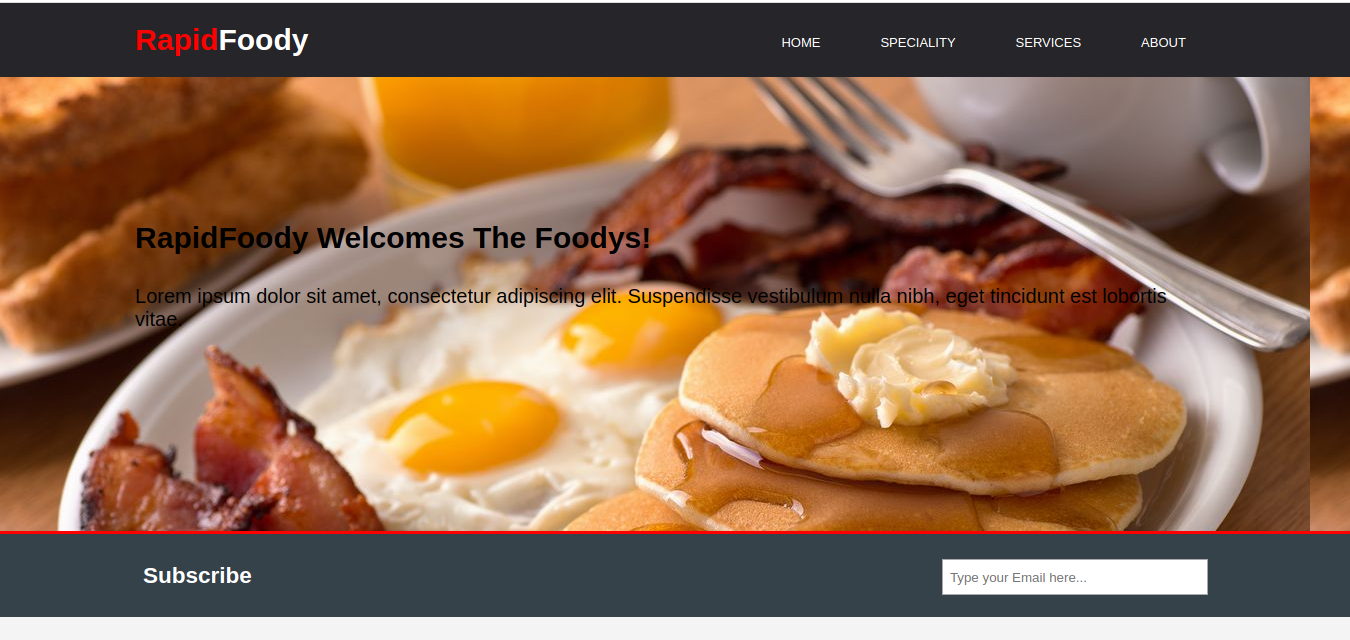 RapidFoody
HOME SPECIALITY SERVICES ABOUT
RapidFoody Welcomes The Foodys!
Lorem ipsum dolor sit amet, consectetur adipiscing elit. Suspendisse vestibulum nulla nibh, eget tincidunt est lobortis
vitae.
Subscribe
Type your Email here...